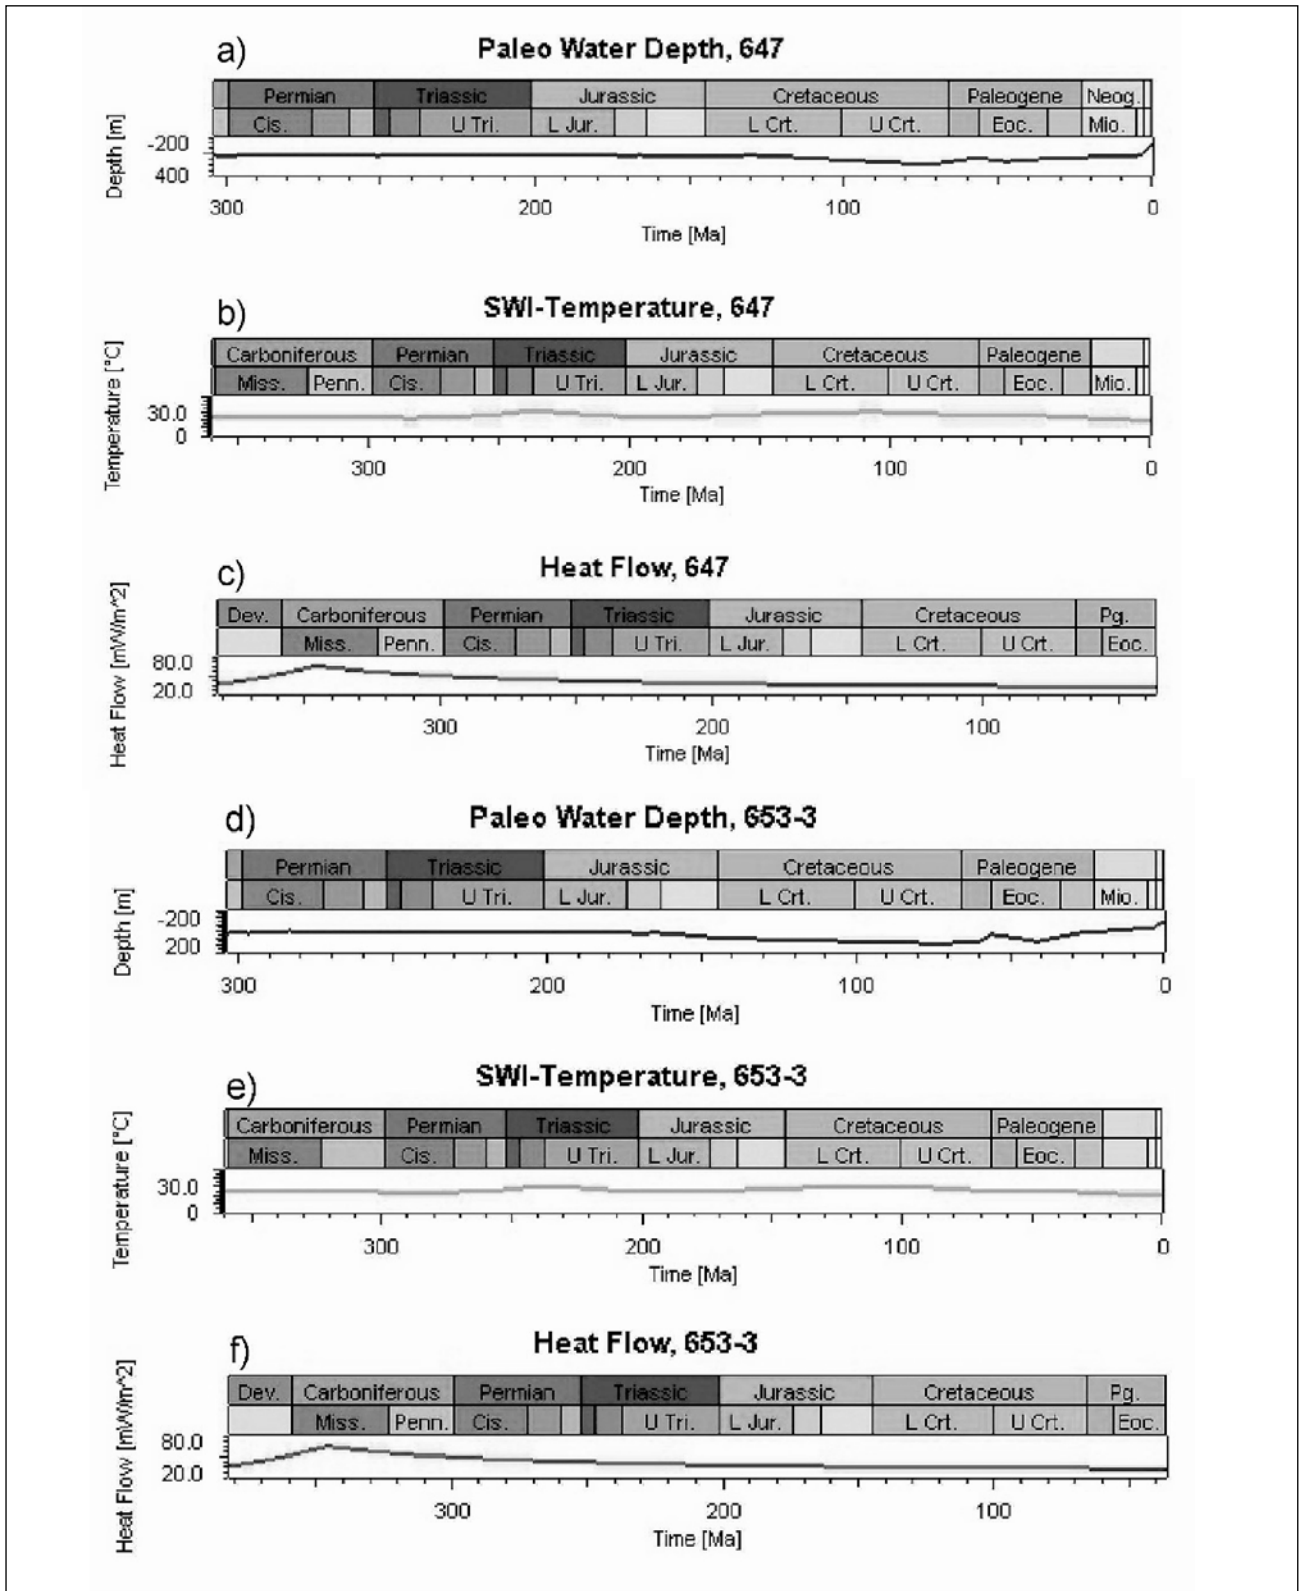 a)
Paleo Water Depth, 647
Permian Triassic Jurassic Cretaceous Paleogene Neog.
Cis. U Tri. L Jur. L Crt. U Crt. Eoc. Mio.
Depth [m]
-200
400
300 200 100 0
Time [Ma]
b)
SWI-Temperature, 647
Carboniferous Permian Triassic Jurassic Cretaceous Paleogene
Miss. Penn. Cis. U Tri. L Jur. L Crt. U Crt. Eoc. Mio.
Temperature [°C]
30.0
0
300 200 100 0
Time [Ma]
c)
Heat Flow, 647
Dev. Carboniferous Permian Triassic Jurassic Cretaceous Pg.
Miss. Penn. Cis. U Tri. L Jur. L Crt. U Crt. Eoc.
Heat Flow [mW/m^2]
80.0
20.0
300 200 100
Time [Ma]
d)
Paleo Water Depth, 653-3
Permian Triassic Jurassic Cretaceous Paleogene
Cis. U Tri. L Jur. L Crt. U Crt. Eoc. Mio.
Depth [m]
-200
200
300 200 100 0
Time [Ma]
e)
SWI-Temperature, 653-3
Carboniferous Permian Triassic Jurassic Cretaceous Paleogene
Miss. Cis. U Tri. L Jur. L Crt. U Crt. Eoc.
Temperature [°C]
30.0
0
300 200 100 0
Time [Ma]
f)
Heat Flow, 653-3
Dev. Carboniferous Permian Triassic Jurassic Cretaceous Pg.
Miss. Penn. Cis. U Tri. L Jur. L Crt. U Crt. Eoc.
Heat Flow [mW/m^2]
80.0
20.0
300 200 100
Time [Ma]